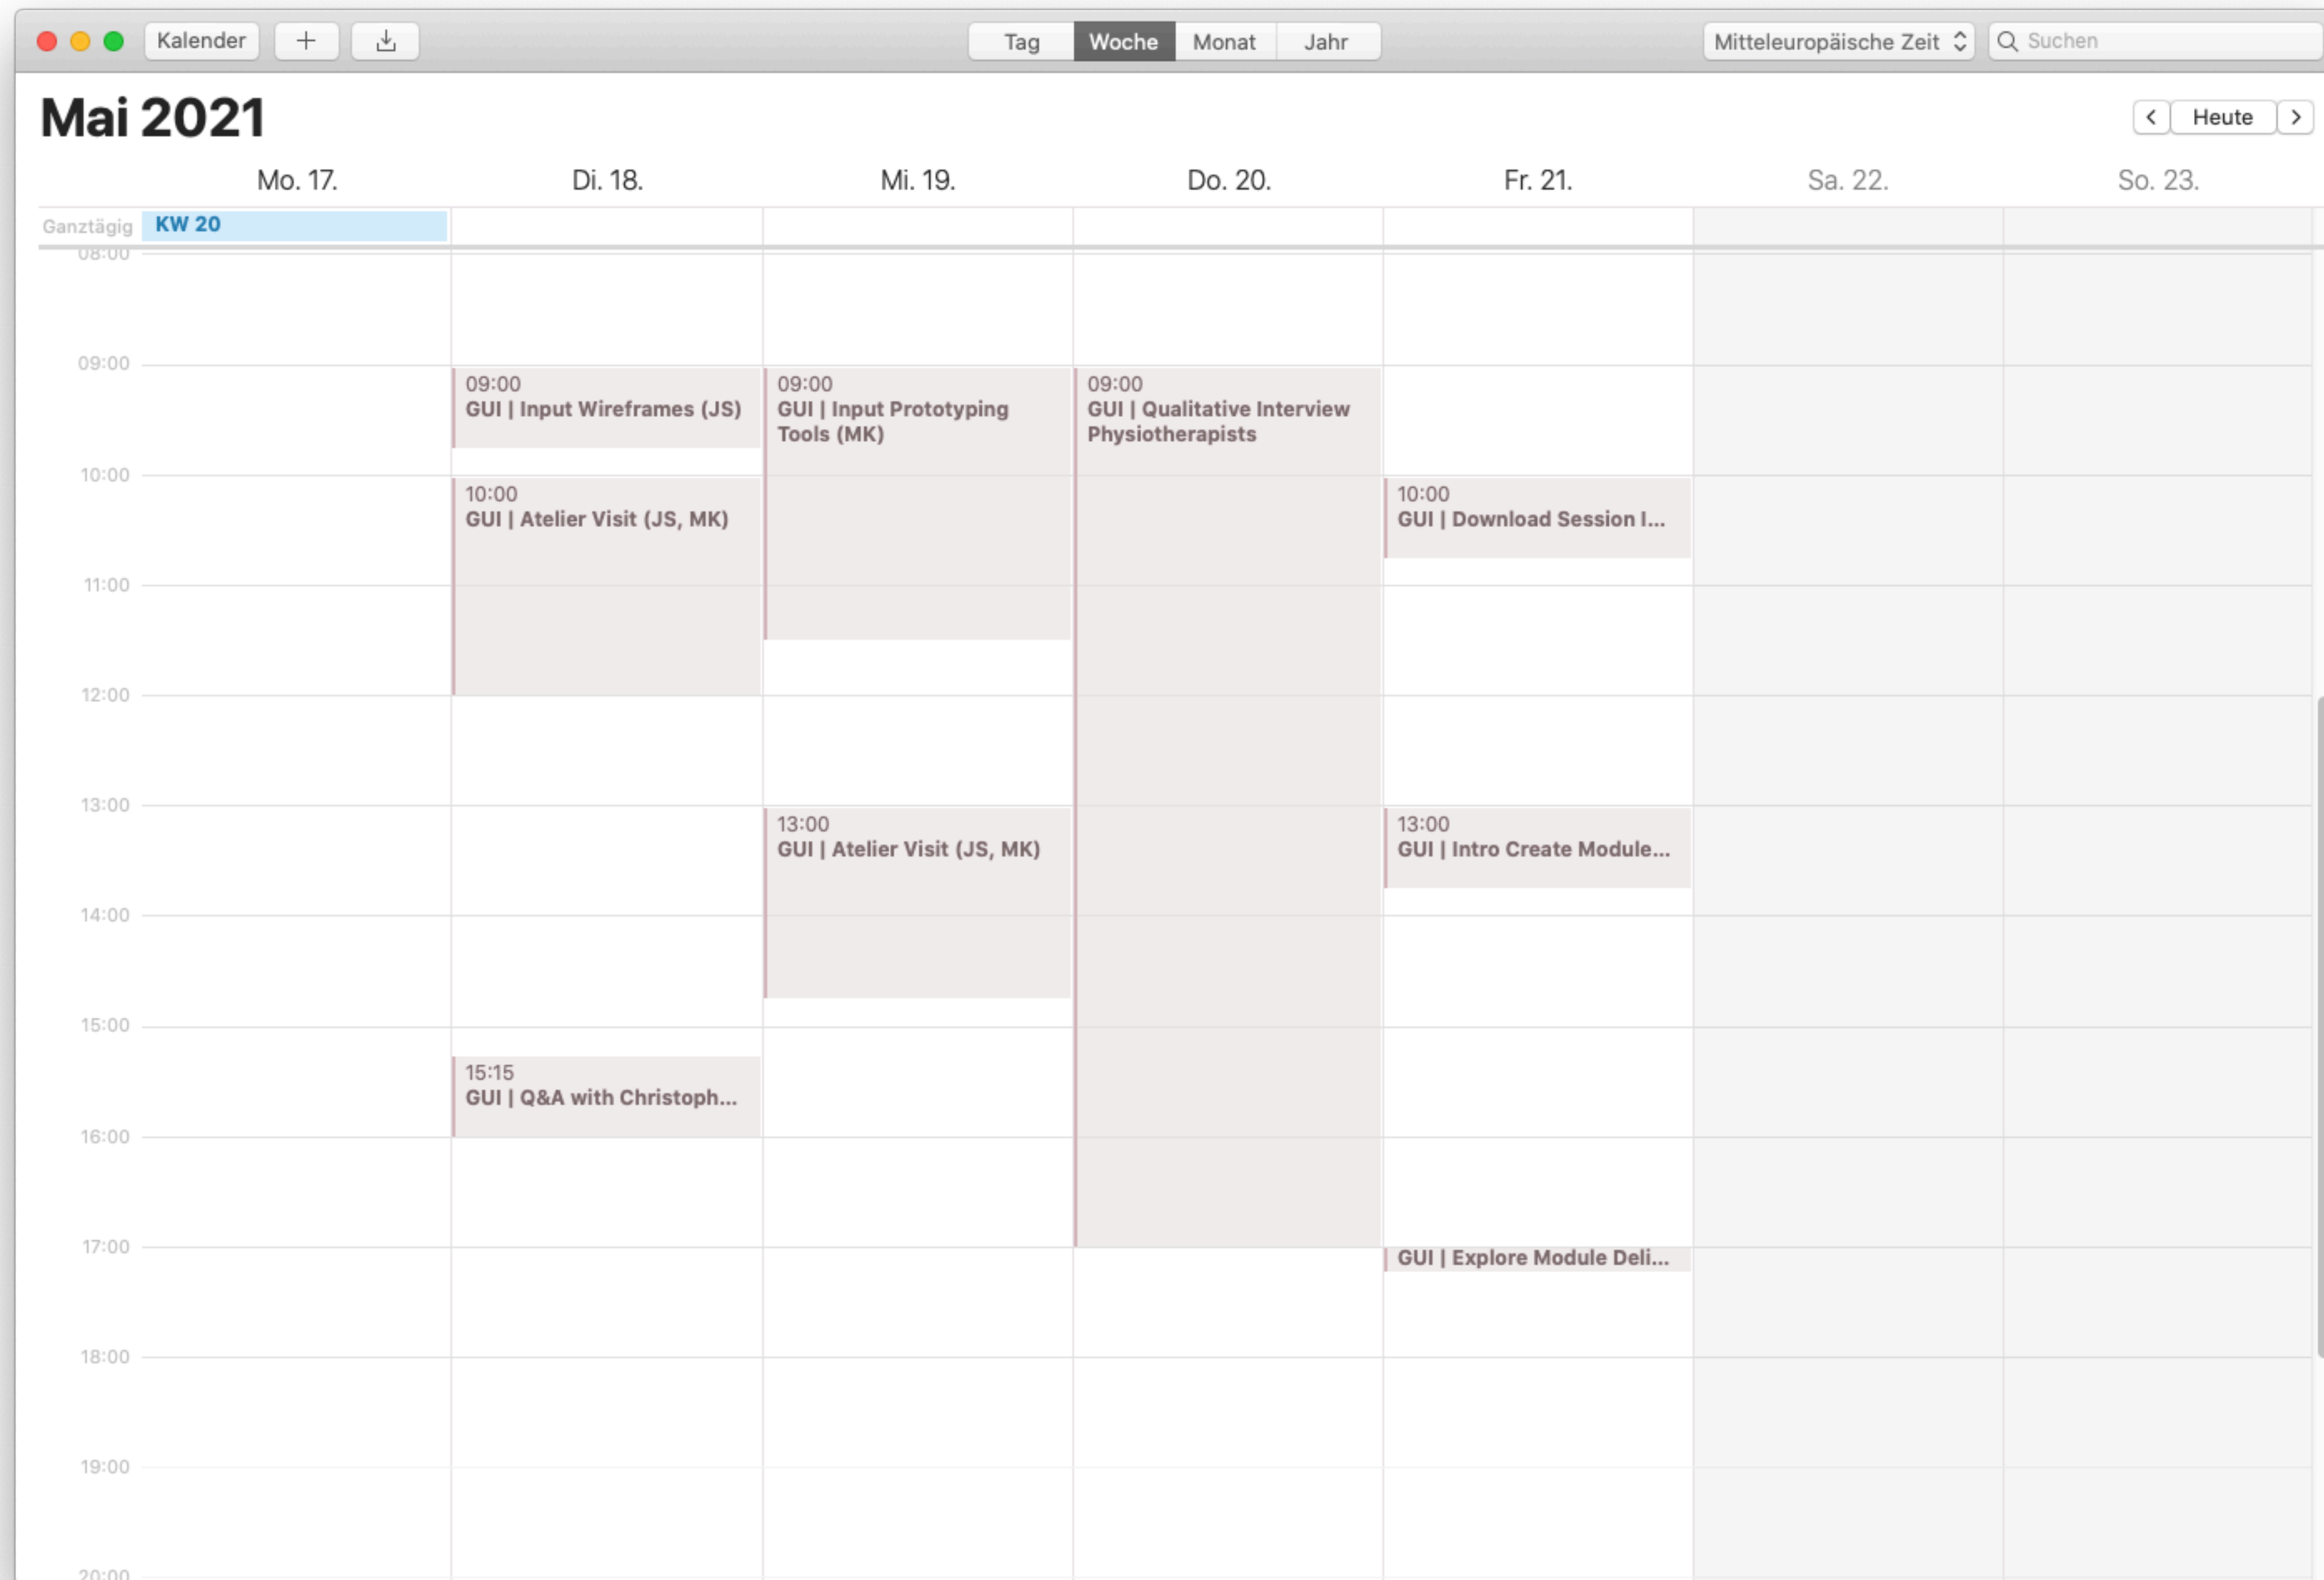 Kalender
Tag Woche Monat Jahr
Mitteleuropäische Zeit
Suchen
Mai 2021
Heute
Mo. 17. Di. 18. Mi. 19. Do. 20. Fr. 21. Sa. 22. So. 23.
Ganztägig KW 20
08:00
09:00
10:00
11:00
12:00
13:00
14:00
15:00
16:00
17:00
18:00
19:00
20:00
09:00
GUI | Input Wireframes (JS)
10:00
GUI | Atelier Visit (JS, MK)
15:15
GUI | Q&A with Christoph...
09:00
GUI | Input Prototyping
Tools (MK)
13:00
GUI | Atelier Visit (JS, MK)
09:00
GUI | Qualitative Interview
Physiotherapists
10:00
GUI | Download Session I...
13:00
GUI | Intro Create Module...
GUI | Explore Module Deli...